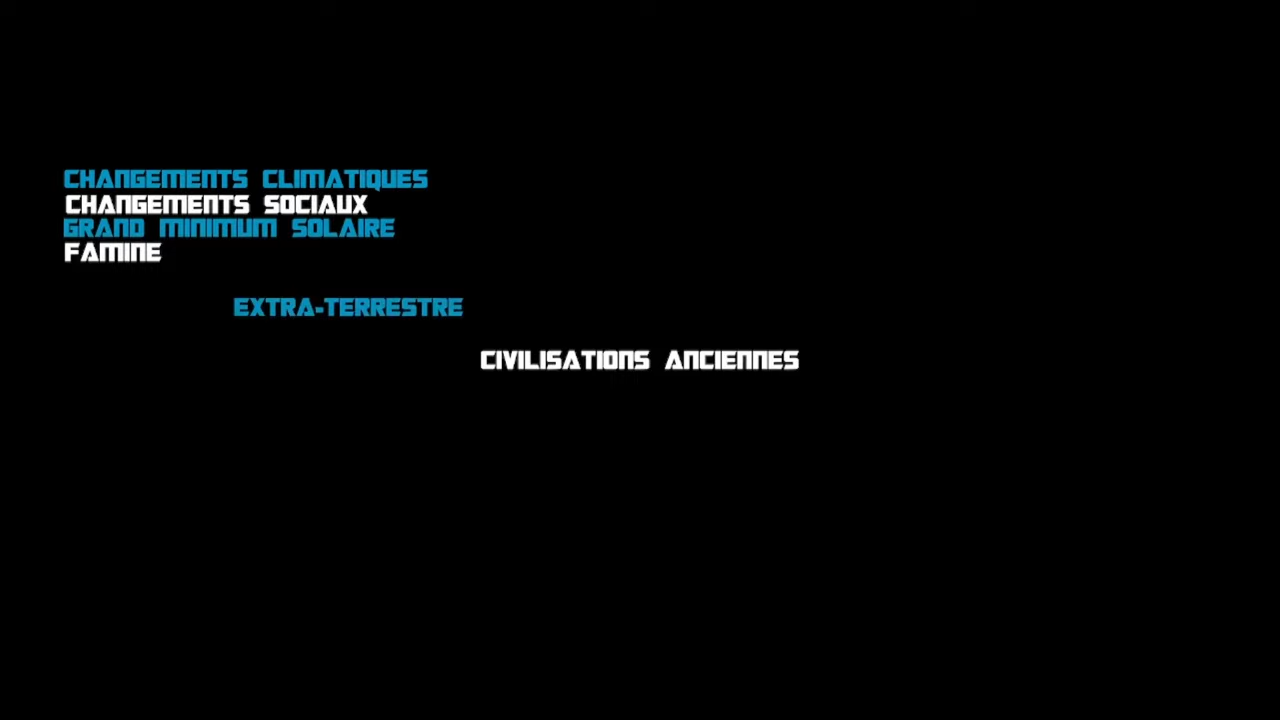 CHANGEMENTS CLIMATIQUES
CHANGEMENTS SOCIAUX
GRAND MINIMUM SOLAIRE
FAMINE
EXTRA-TERRESTRE
CIVILISATIONS ANCIENNES